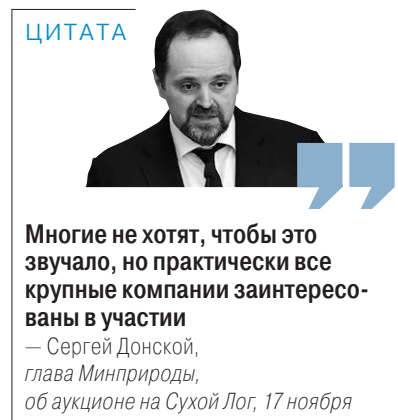 ЦИТАТА
Многие не хотят, чтобы это
звучало, но практически все
крупные компании заинтересо-
ваны в участии
— Сергей Донской,
глава Минприроды,
об аукционе на Сухой Лог, 17 ноября